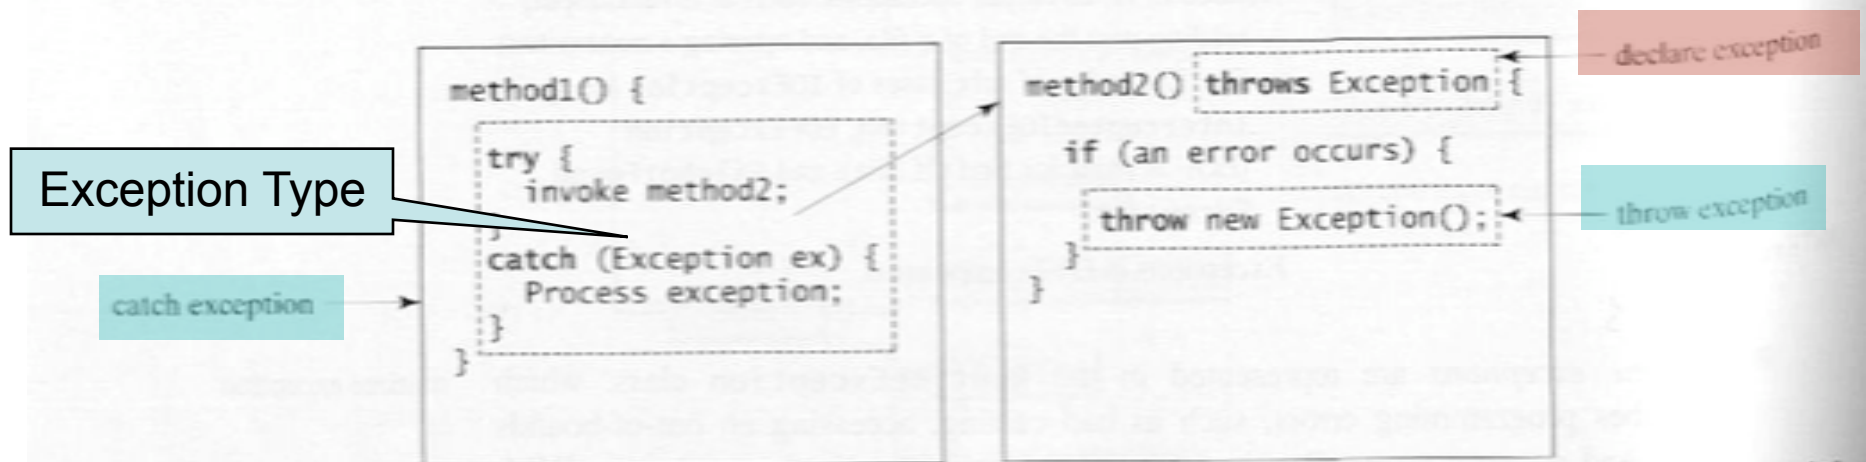 method1() {
try {
invoke method2;
}
catch (Exception ex) {
Process exception;
}
}
Exception Type
catch exception
method2() throws Exception {
if (an error occurs) {
throw new Exception();
}
}
declare exception
throw exception